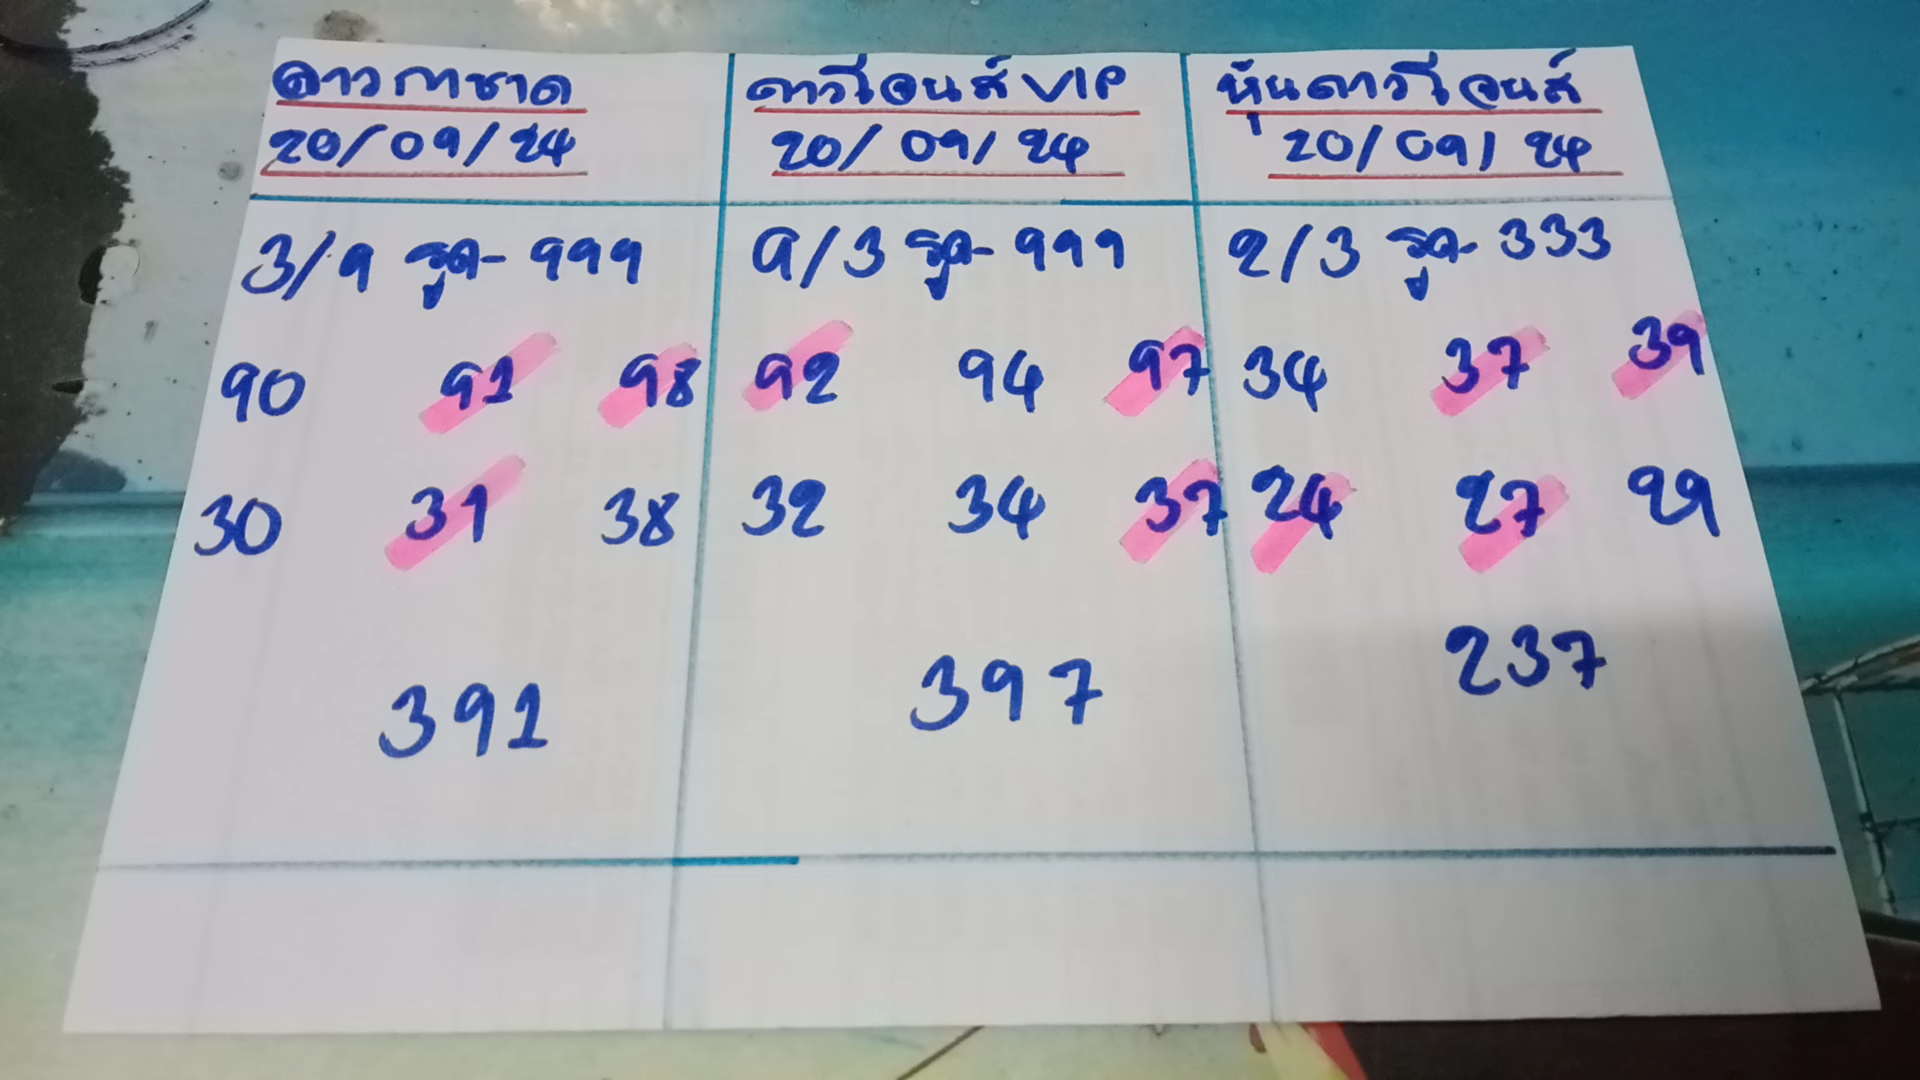 ลาวกาชาด
20/09/24
3/9 รูด- 999
90 91 98
30 31 38
391
ดาวโจนส์ VIP
20/09/24
9/3 รูด- 999
92 94 97
32 34 37
397
หุ้นดาวโจนส์
20/09/24
2/3 รูด- 333
34 37 39
24 27 29
237